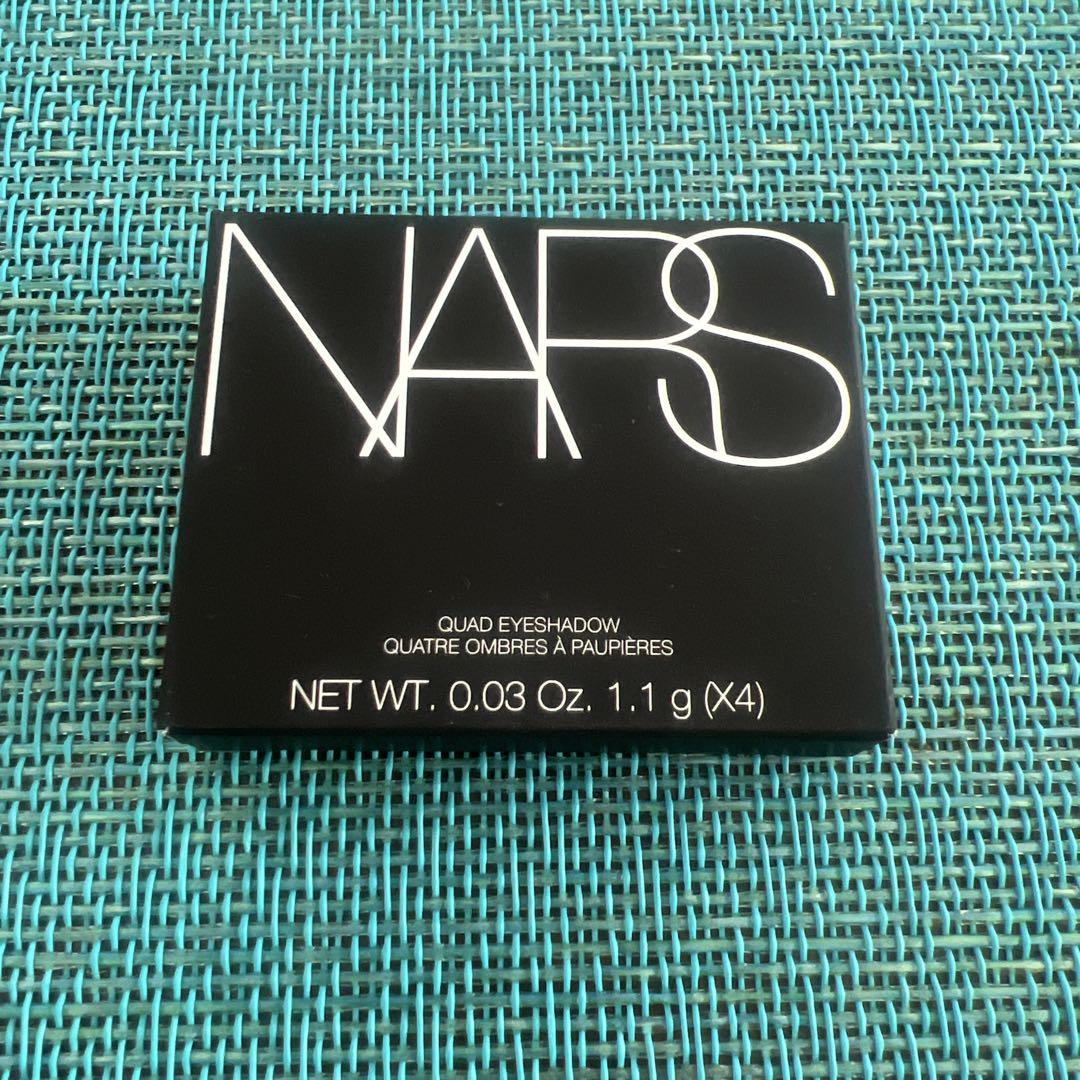 NARS
QUAD EYESHADOW
QUATRE OMBRES À PAUPIÈRES
NET WT. 0.03 Oz. 1.1 g (X4)